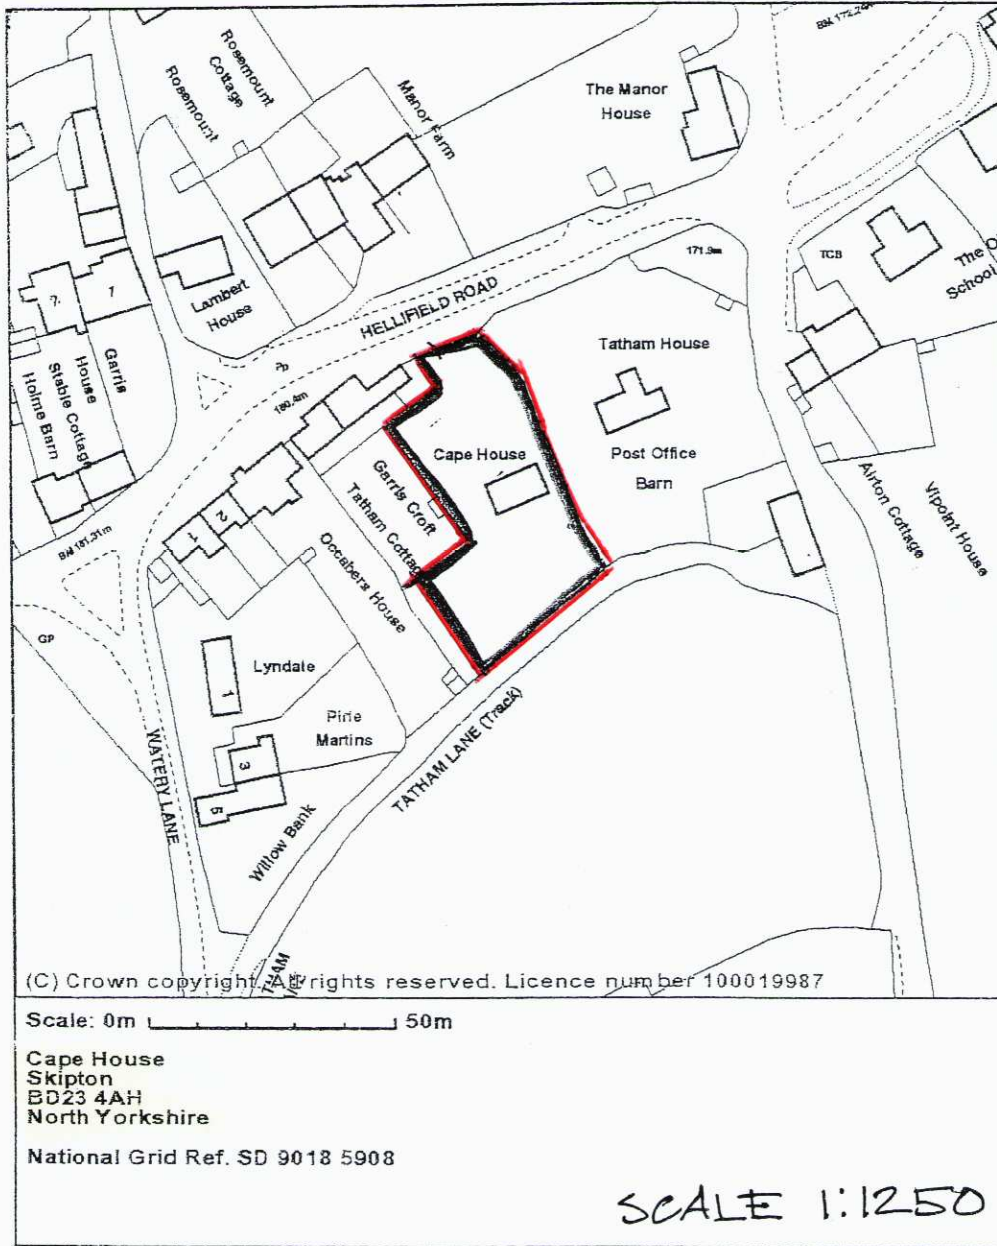 BM 172.24m
Rosemount
Cottage
Rosemount
Manor Farm
The Manor
House
171.9m
TCB
The O
School
Lambert
House
HELLIFIELD ROAD
7
1
Garris
House
Stable Cottage
Holme Barn
180.4m
Tatham House
Cape House
Post Office
Barn
Airton Cottage
Vipoint House
Garris Croft
Tatham Cottage
Occabers House
2
1
BM 181.31m
GP
Lyndale
1
Pine
Martins
3
5
WATERY LANE
Willow Bank
TATHAM LANE (Track)
(C) Crown copyright. All rights reserved. Licence number 100019987
Scale: 0m 50m
Cape House
Skipton
BD23 4AH
North Yorkshire
National Grid Ref. SD 9018 5908
SCALE 1:1250